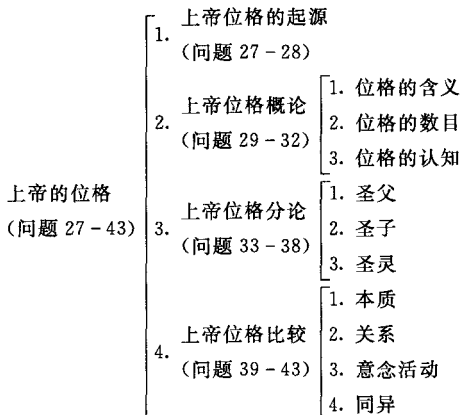 上帝的位格
(问题 27-43)
1. 上帝位格的起源
(问题 27-28)
2. 上帝位格概论
(问题 29-32)
1. 位格的含义
2. 位格的数目
3. 位格的认知
3. 上帝位格分论
(问题 33-38)
1. 圣父
2. 圣子
3. 圣灵
4. 上帝位格比较
(问题 39-43)
1. 本质
2. 关系
3. 意念活动
4. 同异